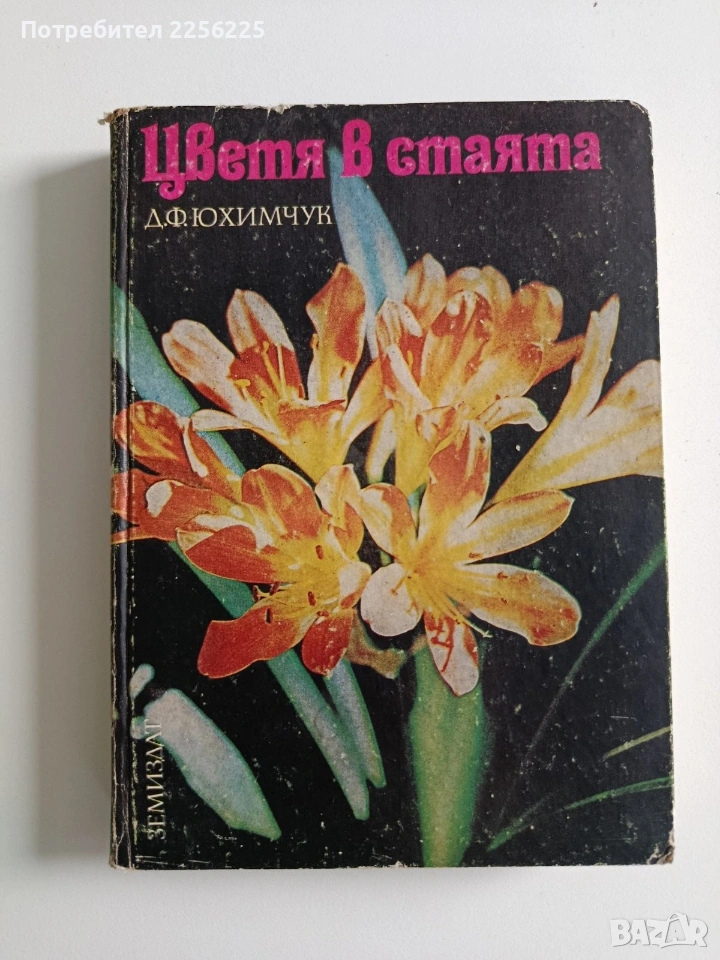 Потребител 2256225
Цветя в стаята
Д.Ф.ЮХИМЧУК
ЗЕМИЗДАТ
BAZAR